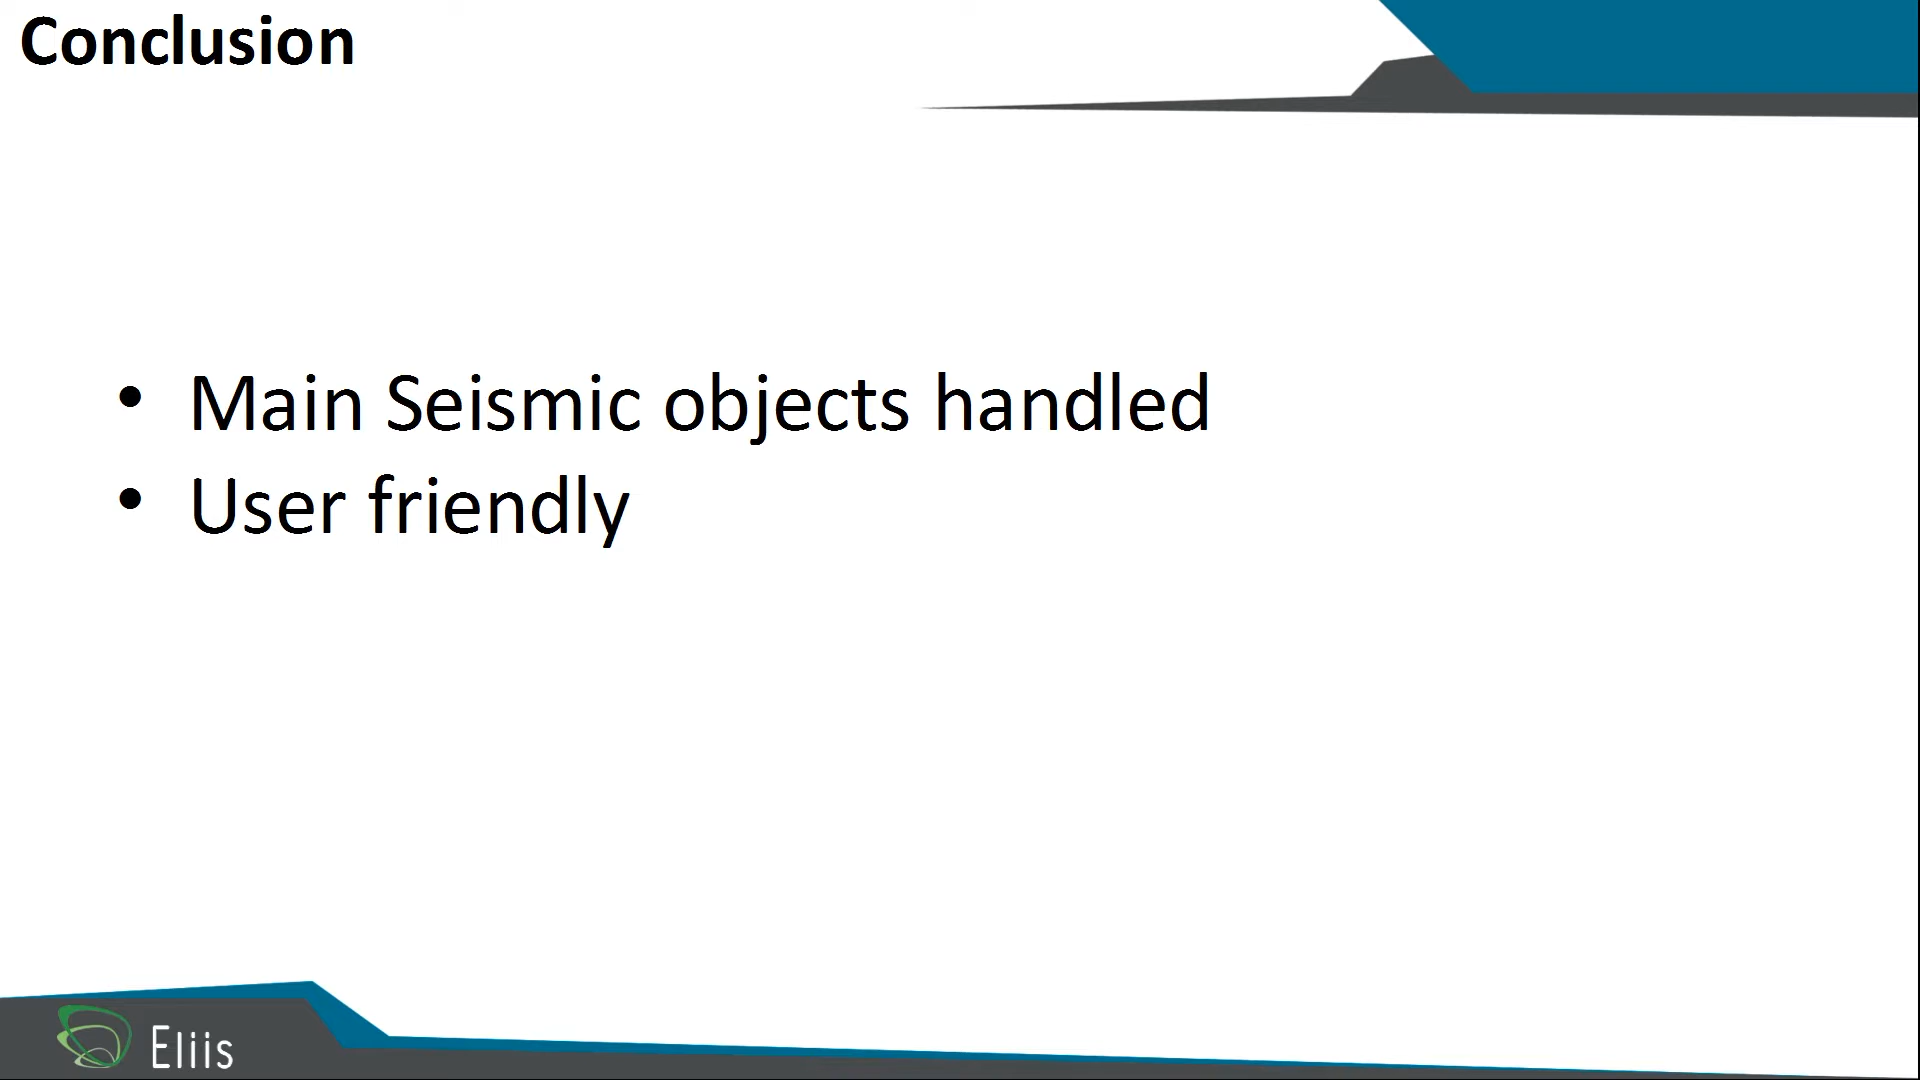 Conclusion
• Main Seismic objects handled
• User friendly
Eliis